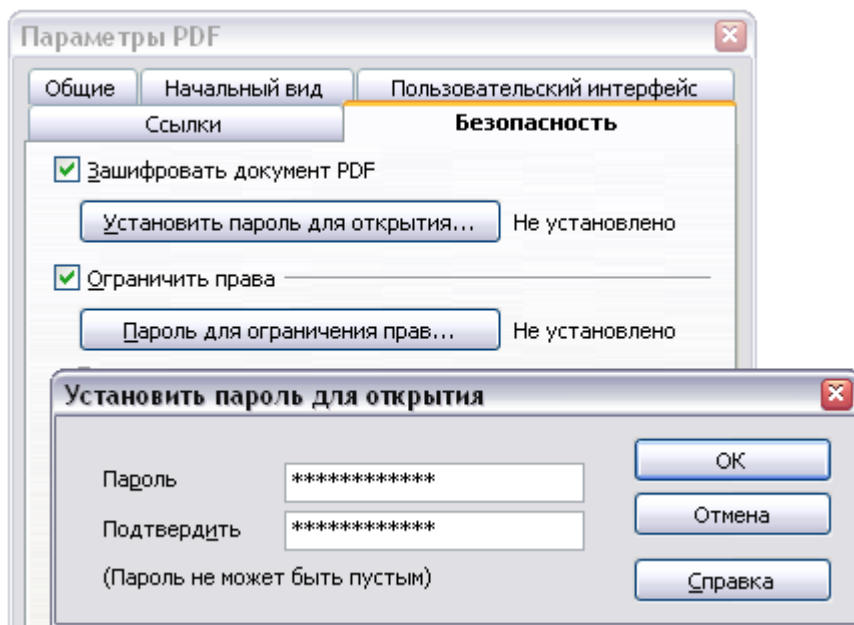 Параметры PDF
Общие Начальный вид Пользовательский интерфейс
Ссылки Безопасность
Зашифровать документ PDF
Установить пароль для открытия... Не установлено
Ограничить права
Пароль для ограничения прав... Не установлено
Установить пароль для открытия
Пароль ************ ОК
Подтвердить ************ Отмена
(Пароль не может быть пустым) Справка